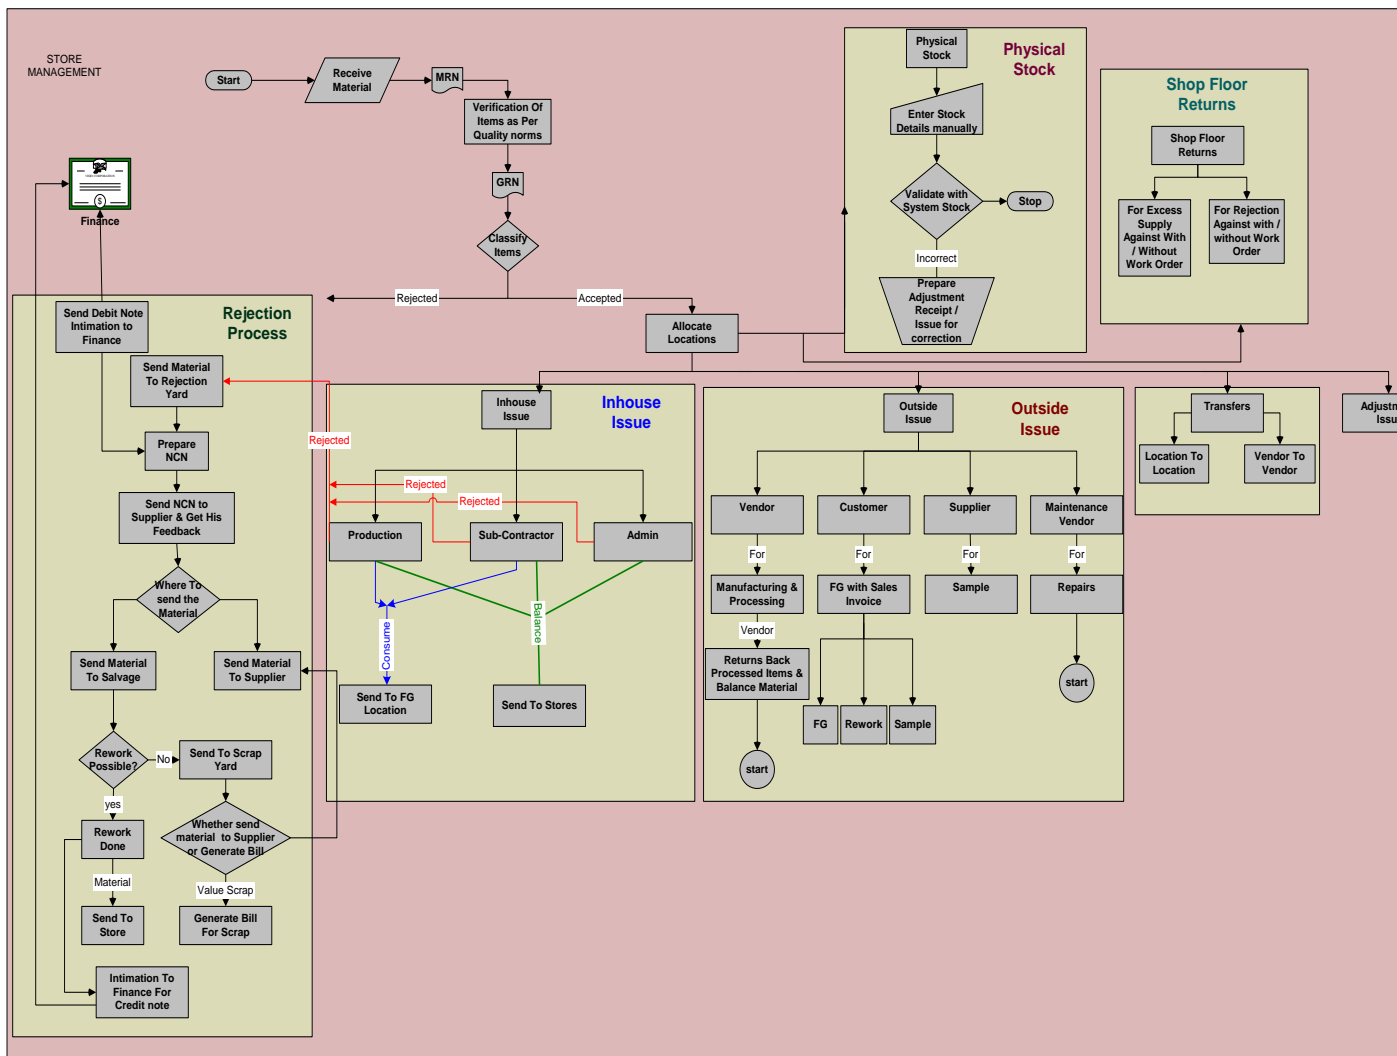 STORE
MANAGEMENT
Start
Receive
Material
MRN
Verification Of
Items as Per
Quality norms
GRN
Classify
Items
Rejected
Accepted
Allocate
Locations
Finance
Physical
Stock
Physical
Stock
Enter Stock
Details manually
Validate with
System Stock
Stop
Incorrect
Prepare
Adjustment
Receipt /
Issue for
correction
Shop Floor
Returns
Shop Floor
Returns
For Excess
Supply
Against With
/ Without
Work Order
For Rejection
Against with /
without Work
Order
Rejection
Process
Send Debit Note
Intimation to
Finance
Send Material
To Rejection
Yard
Prepare
NCN
Send NCN to
Supplier & Get His
Feedback
Where To
send the
Material
Send Material
To Salvage
Send Material
To Supplier
Rework
Possible?
No
Send To Scrap
Yard
yes
Rework
Done
Whether send
material to Supplier
or Generate Bill
Material
Value Scrap
Send To
Store
Generate Bill
For Scrap
Intimation To
Finance For
Credit note
Inhouse
Issue
Inhouse
Issue
Rejected
Rejected
Rejected
Production
Sub-Contractor
Admin
Consume
Balance
Send To FG
Location
Send To Stores
Outside
Issue
Outside
Issue
Vendor
Customer
Supplier
Maintenance
Vendor
For
For
For
For
Manufacturing &
Processing
FG with Sales
Invoice
Sample
Repairs
Vendor
Returns Back
Processed Items &
Balance Material
start
FG
Rework
Sample
start
Transfers
Location To
Location
Vendor To
Vendor
Adjustm
Issu